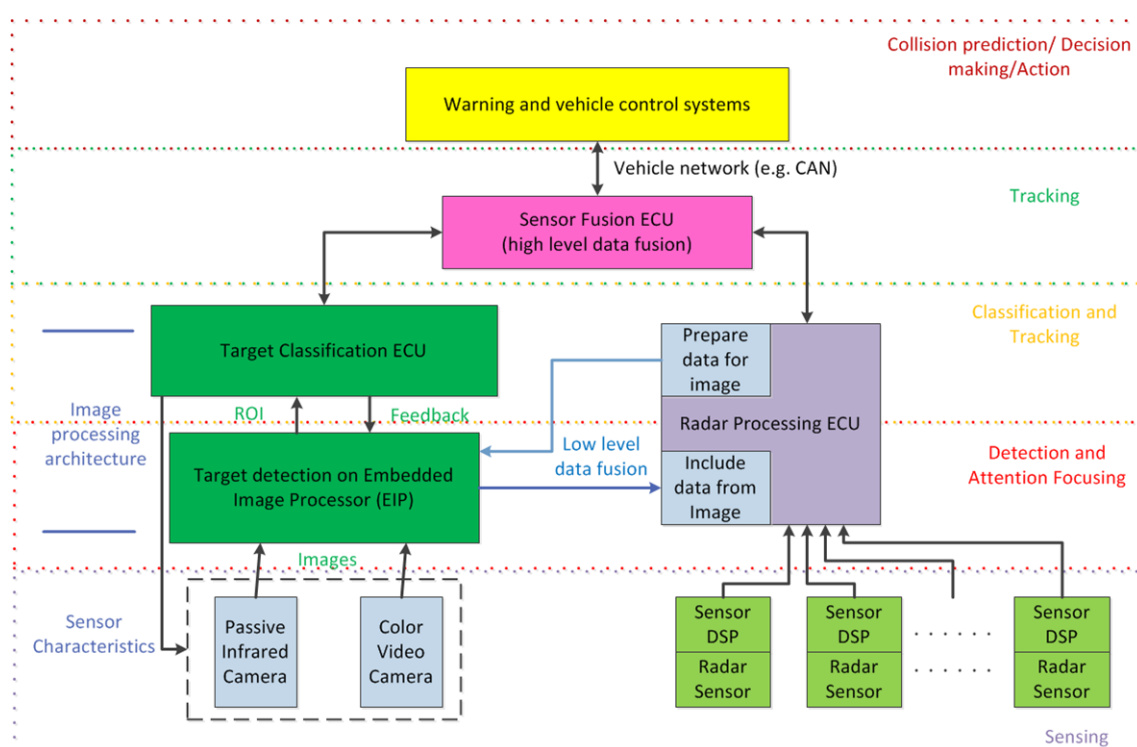 Collision prediction/ Decision
making/Action
Warning and vehicle control systems
Vehicle network (e.g. CAN)
Tracking
Sensor Fusion ECU
(high level data fusion)
Classification and
Tracking
Target Classification ECU
Prepare
data for
image
Image
processing
architecture
ROI
Feedback
Radar Processing ECU
Low level
data fusion
Target detection on Embedded
Image Processor (EIP)
Include
data from
Image
Detection and
Attention Focusing
Images
Sensor
Characteristics
Passive
Infrared
Camera
Color
Video
Camera
Sensor
DSP
Radar
Sensor
Sensor
DSP
Radar
Sensor
Sensor
DSP
Radar
Sensor
Sensing